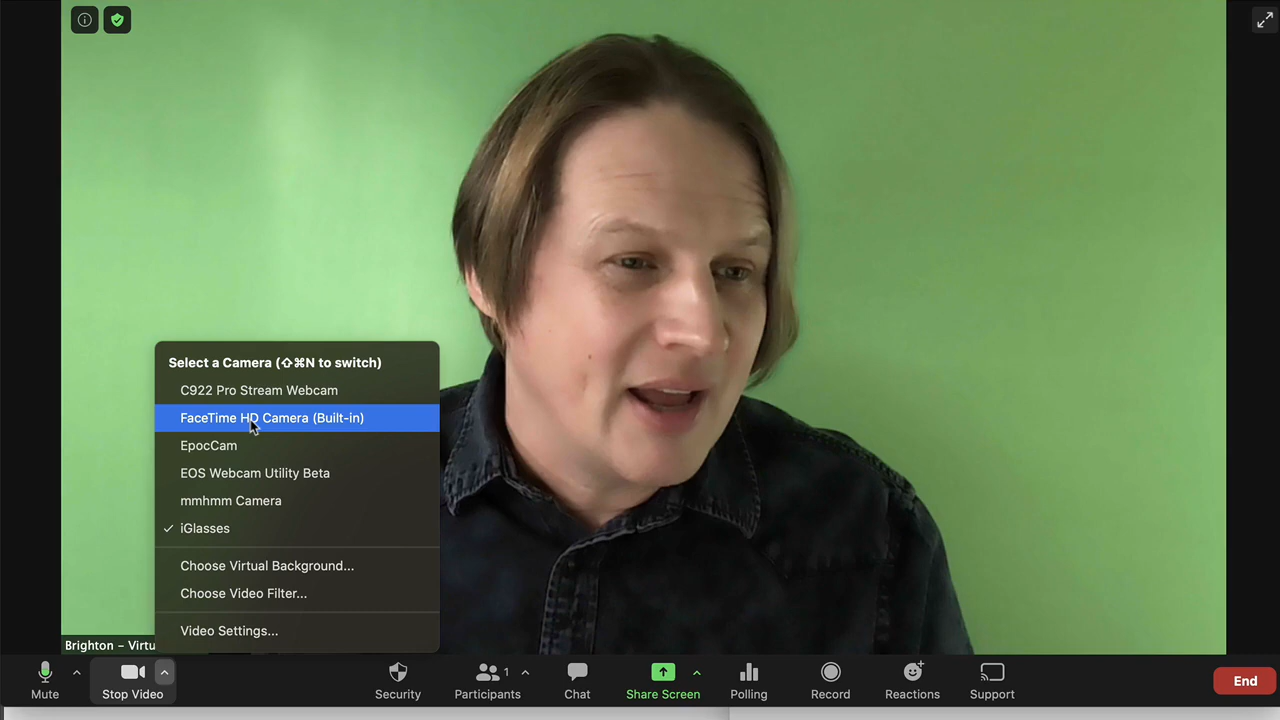 Select a Camera (⇧⌘N to switch)
C922 Pro Stream Webcam
FaceTime HD Camera (Built-in)
EpocCam
EOS Webcam Utility Beta
mmhmm Camera
✓ iGlasses
Choose Virtual Background...
Choose Video Filter...
Video Settings...
Brighton – Virtu
Mute
Stop Video
Security
Participants
1
Chat
Share Screen
Polling
Record
Reactions
Support
End